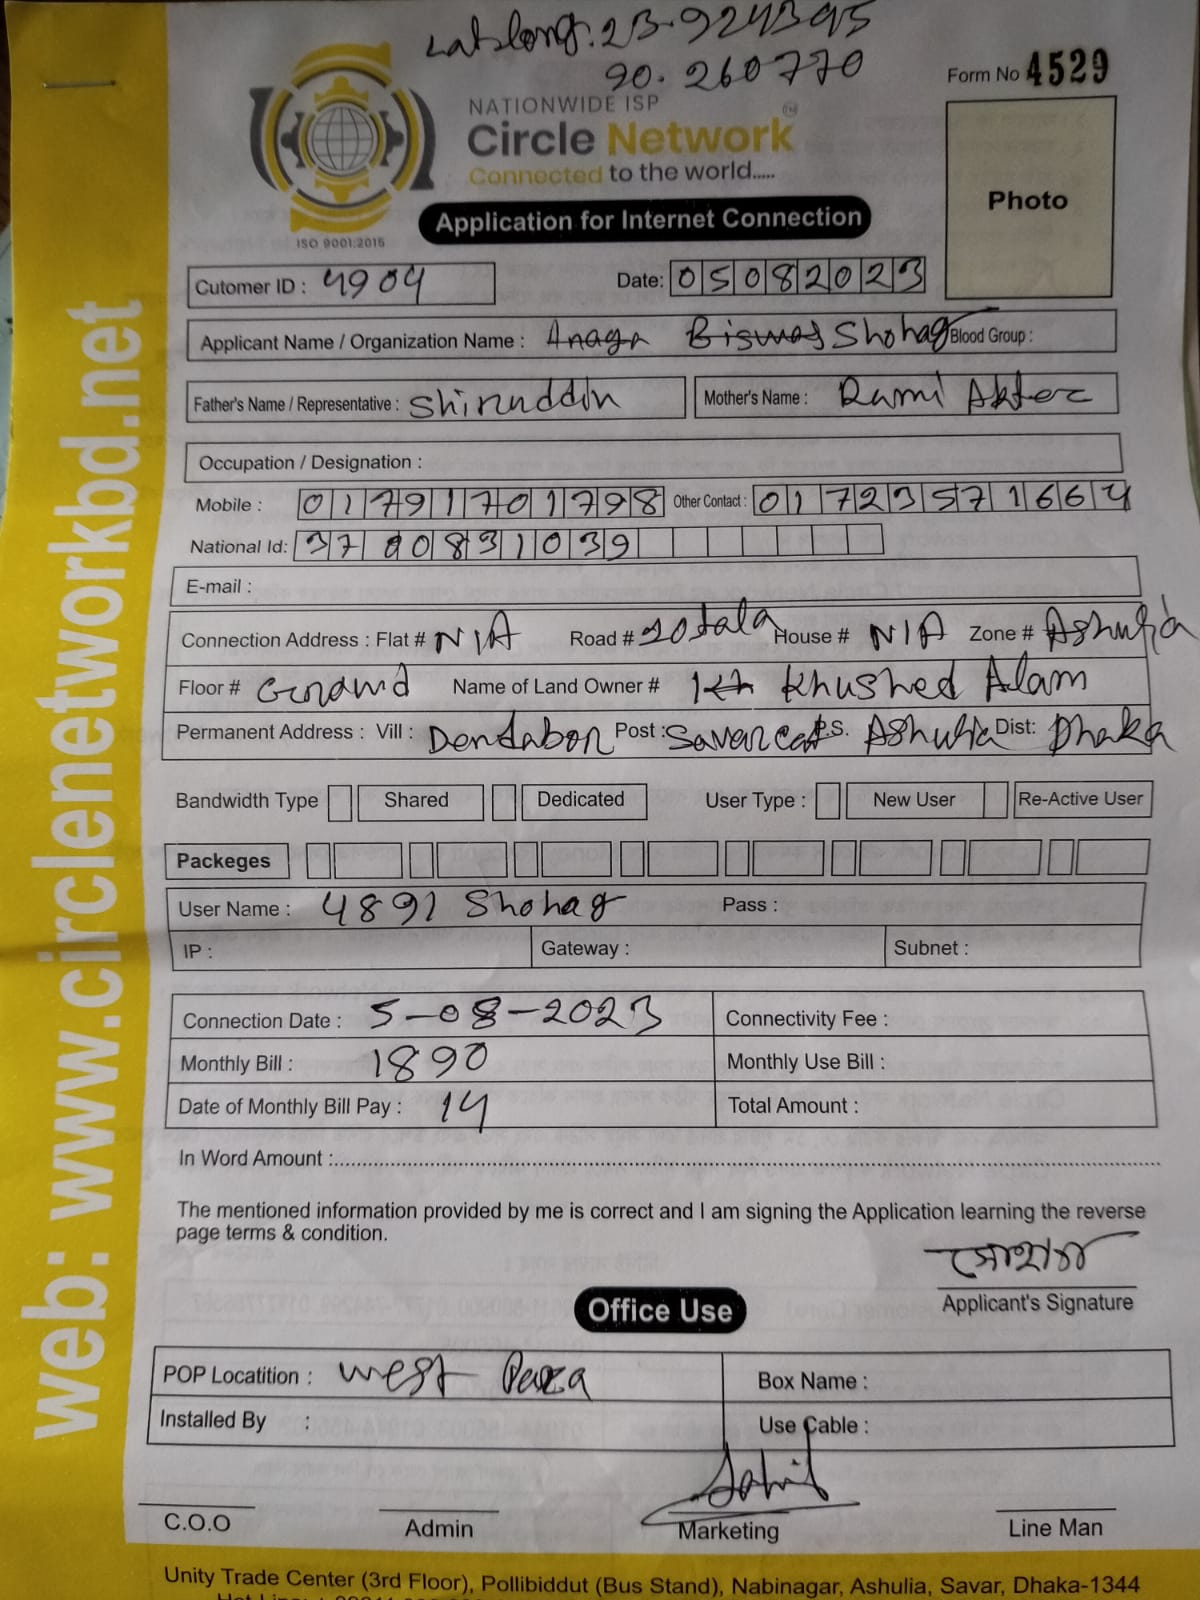 Lat:long: 23.924395
90.260770
Form No 4529
NATIONWIDE ISP
Circle Network
Connected to the world.....
ISO 9001:2015
Application for Internet Connection
Photo
Cutomer ID : 4904 Date: 05082023
Applicant Name / Organization Name : Anaga Biswas Shohag Blood Group :
Father's Name / Representative : Shiruddin Mother's Name : Rumi Akter
Occupation / Designation :
Mobile : 01791701798 Other Contact : 01723571664
National Id: 3708831039
E-mail :
Connection Address : Flat # N/A Road # 10tala House # N/A Zone # Ashulia
Floor # Ground Name of Land Owner # Khushed Alam
Permanent Address : Vill : Dendabor Post : Savar cat P.S. Ashulia Dist: Dhaka
Bandwidth Type Shared Dedicated User Type : New User Re-Active User
Packeges
User Name : 4891 Shohag Pass :
IP : Gateway : Subnet :
Connection Date : 5-08-2023 Connectivity Fee :
Monthly Bill : 1890 Monthly Use Bill :
Date of Monthly Bill Pay : 14 Total Amount :
In Word Amount :
The mentioned information provided by me is correct and I am signing the Application learning the reverse
page terms & condition.
সোহাগ
Applicant's Signature
Office Use
POP Locatition : west Para Box Name :
Installed By : Use Cable :
C.O.O Admin Marketing Line Man
Unity Trade Center (3rd Floor), Pollibiddut (Bus Stand), Nabinagar, Ashulia, Savar, Dhaka-1344
web: www.circlenetworkbd.net